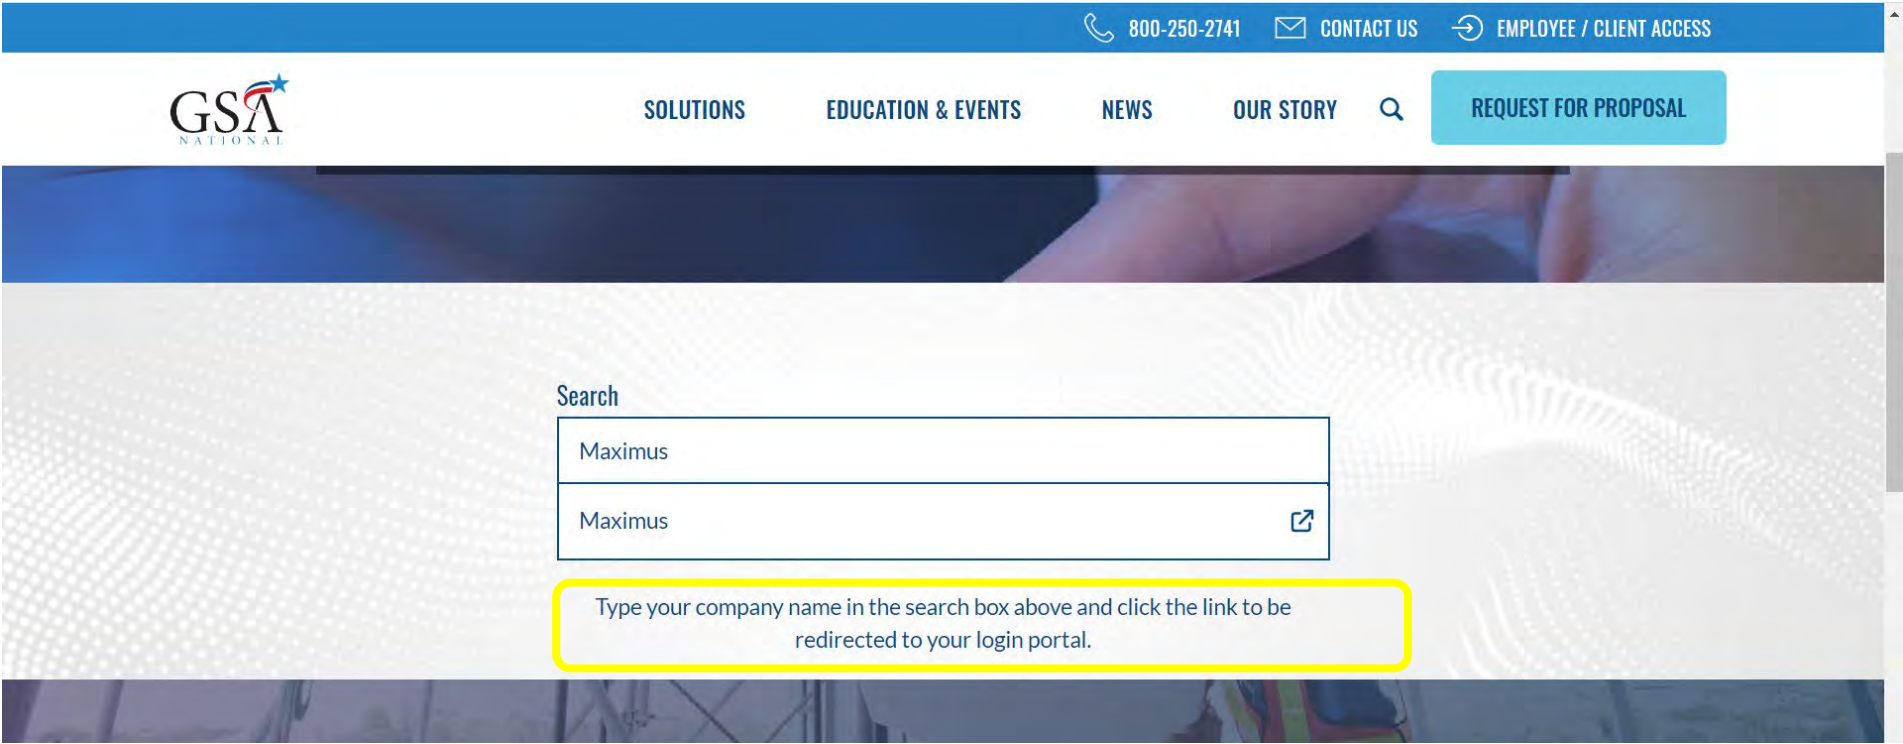 800-250-2741 CONTACT US EMPLOYEE / CLIENT ACCESS
GSA
NATIONAL
SOLUTIONS EDUCATION & EVENTS NEWS OUR STORY REQUEST FOR PROPOSAL
Search
Maximus
Maximus
Type your company name in the search box above and click the link to be
redirected to your login portal.